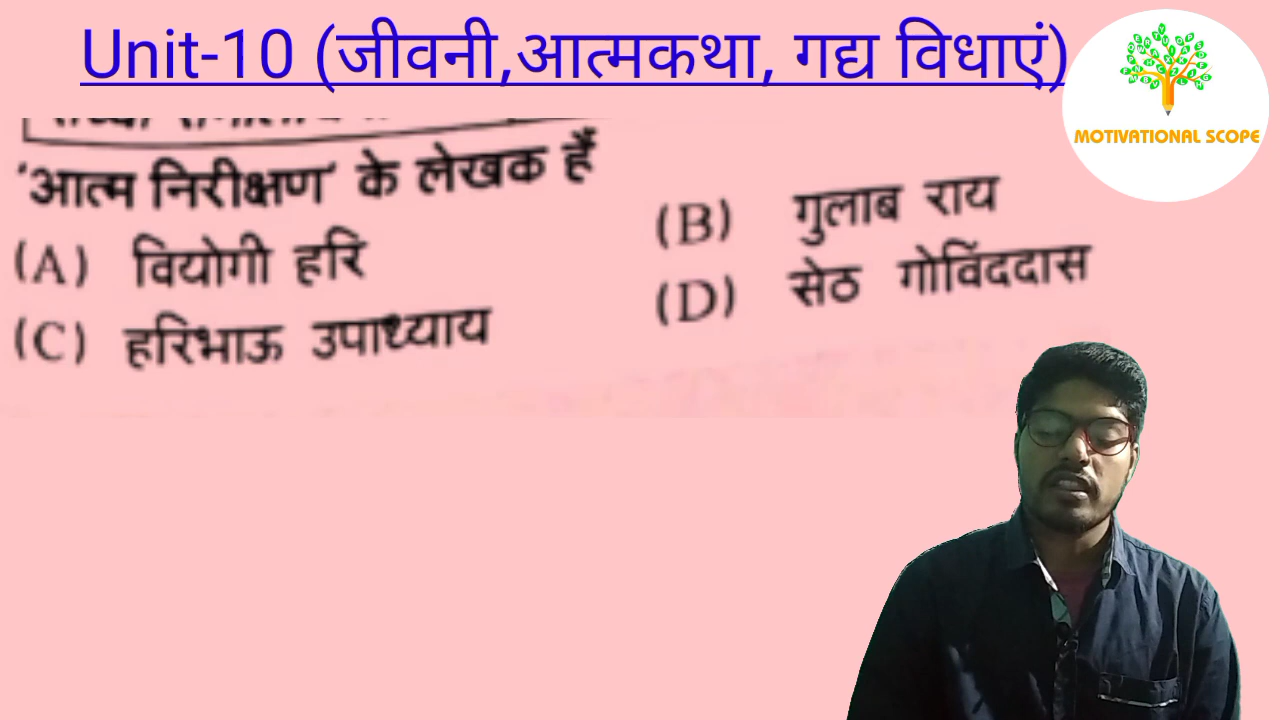 Unit-10 (जीवनी,आत्मकथा, गद्य विधाएं)
MOTIVATIONAL SCOPE
'आत्म निरीक्षण' के लेखक हैं
(A) वियोगी हरि
(B) गुलाब राय
(C) हरिभाऊ उपाध्याय
(D) सेठ गोविंददास